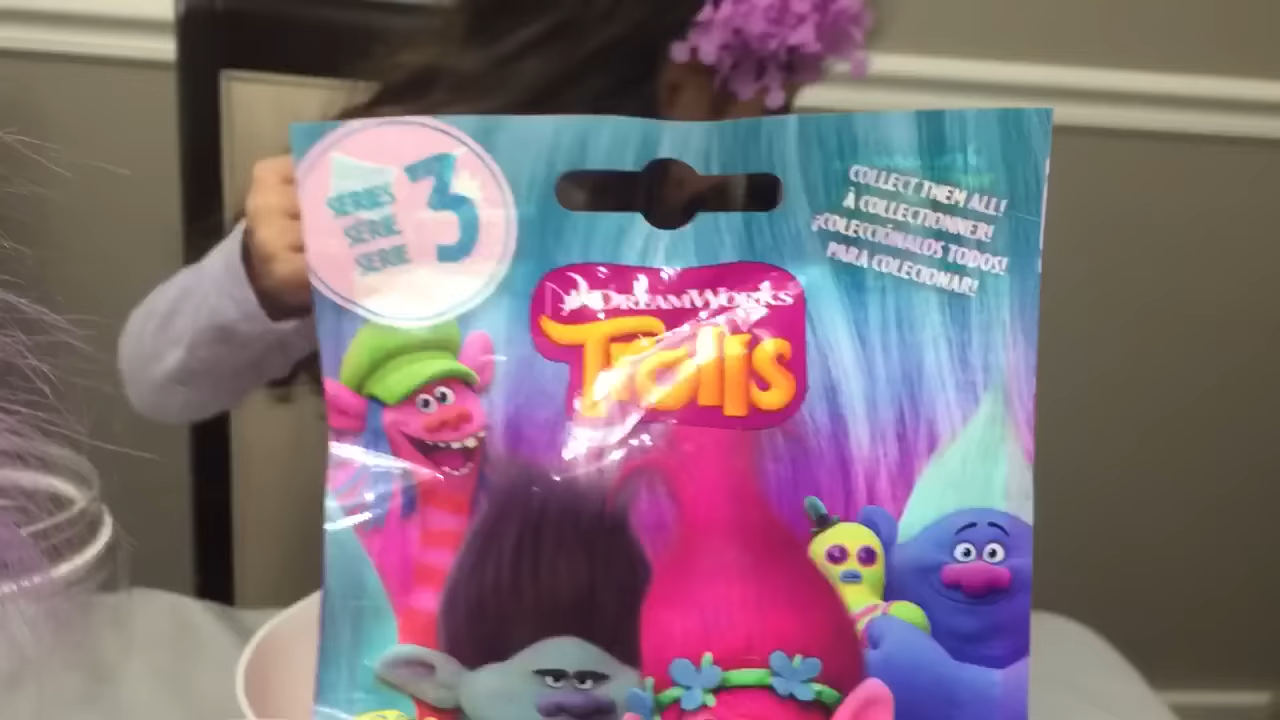 SERIES
SÉRIE
SERIE
3
COLLECT THEM ALL!
À COLLECTIONNER!
¡COLECCIÓNALOS TODOS!
PARA COLECIONAR!
DREAMWORKS
Trolls